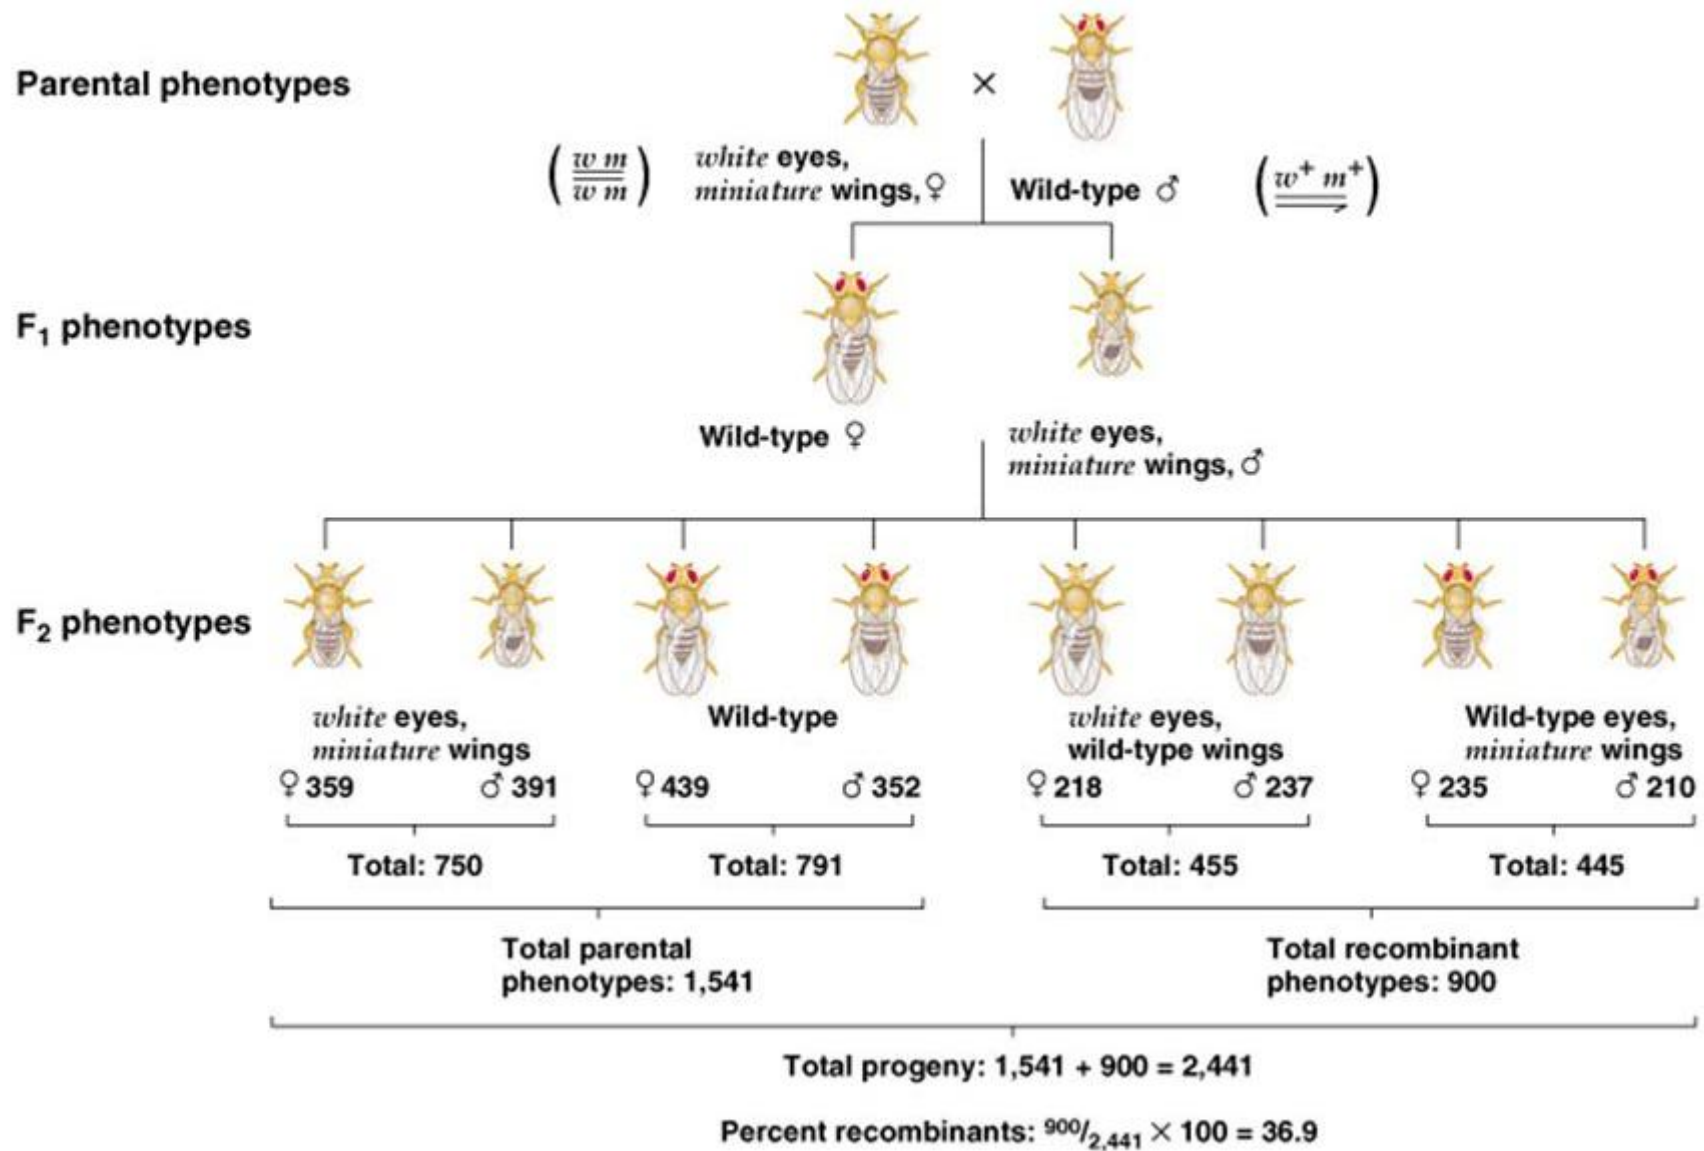 Parental phenotypes
×
( w m / w m )
white eyes,
miniature wings, ♀
Wild-type ♂
( w⁺ m⁺ )
F₁ phenotypes
Wild-type ♀
white eyes,
miniature wings, ♂
F₂ phenotypes
white eyes,
miniature wings
♀ 359 ♂ 391
Wild-type
♀ 439 ♂ 352
white eyes,
wild-type wings
♀ 218 ♂ 237
Wild-type eyes,
miniature wings
♀ 235 ♂ 210
Total: 750
Total: 791
Total: 455
Total: 445
Total parental
phenotypes: 1,541
Total recombinant
phenotypes: 900
Total progeny: 1,541 + 900 = 2,441
Percent recombinants: 900/2,441 × 100 = 36.9